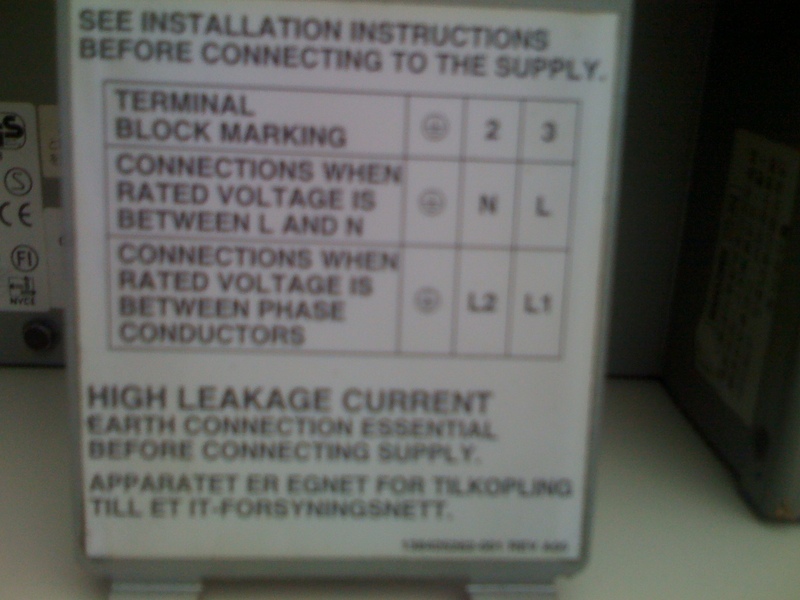 SEE INSTALLATION INSTRUCTIONS
BEFORE CONNECTING TO THE SUPPLY.
TERMINAL
BLOCK MARKING
2
3
CONNECTIONS WHEN
RATED VOLTAGE IS
BETWEEN L AND N
N
L
CONNECTIONS WHEN
RATED VOLTAGE IS
BETWEEN PHASE
CONDUCTORS
L2
L1
HIGH LEAKAGE CURRENT
EARTH CONNECTION ESSENTIAL
BEFORE CONNECTING SUPPLY.
APPARATET ER EGNET FOR TILKOPLING
TILL ET IT-FORSYNINGSNETT.
S
CE
FI